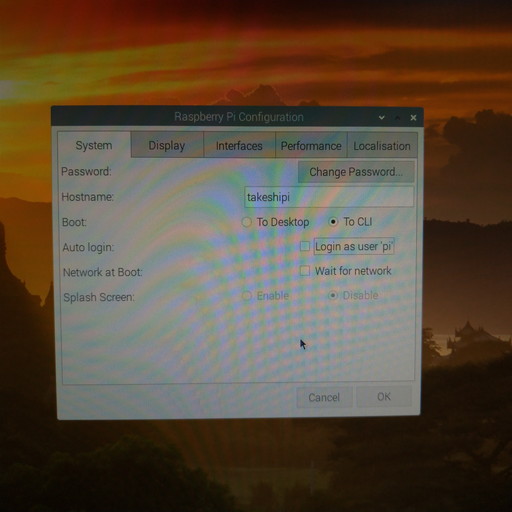 Raspberry Pi Configuration
System Display Interfaces Performance Localisation
Password: Change Password...
Hostname: takeshipi
Boot: To Desktop To CLI
Auto login: Login as user 'pi'
Network at Boot: Wait for network
Splash Screen: Enable Disable
Cancel OK